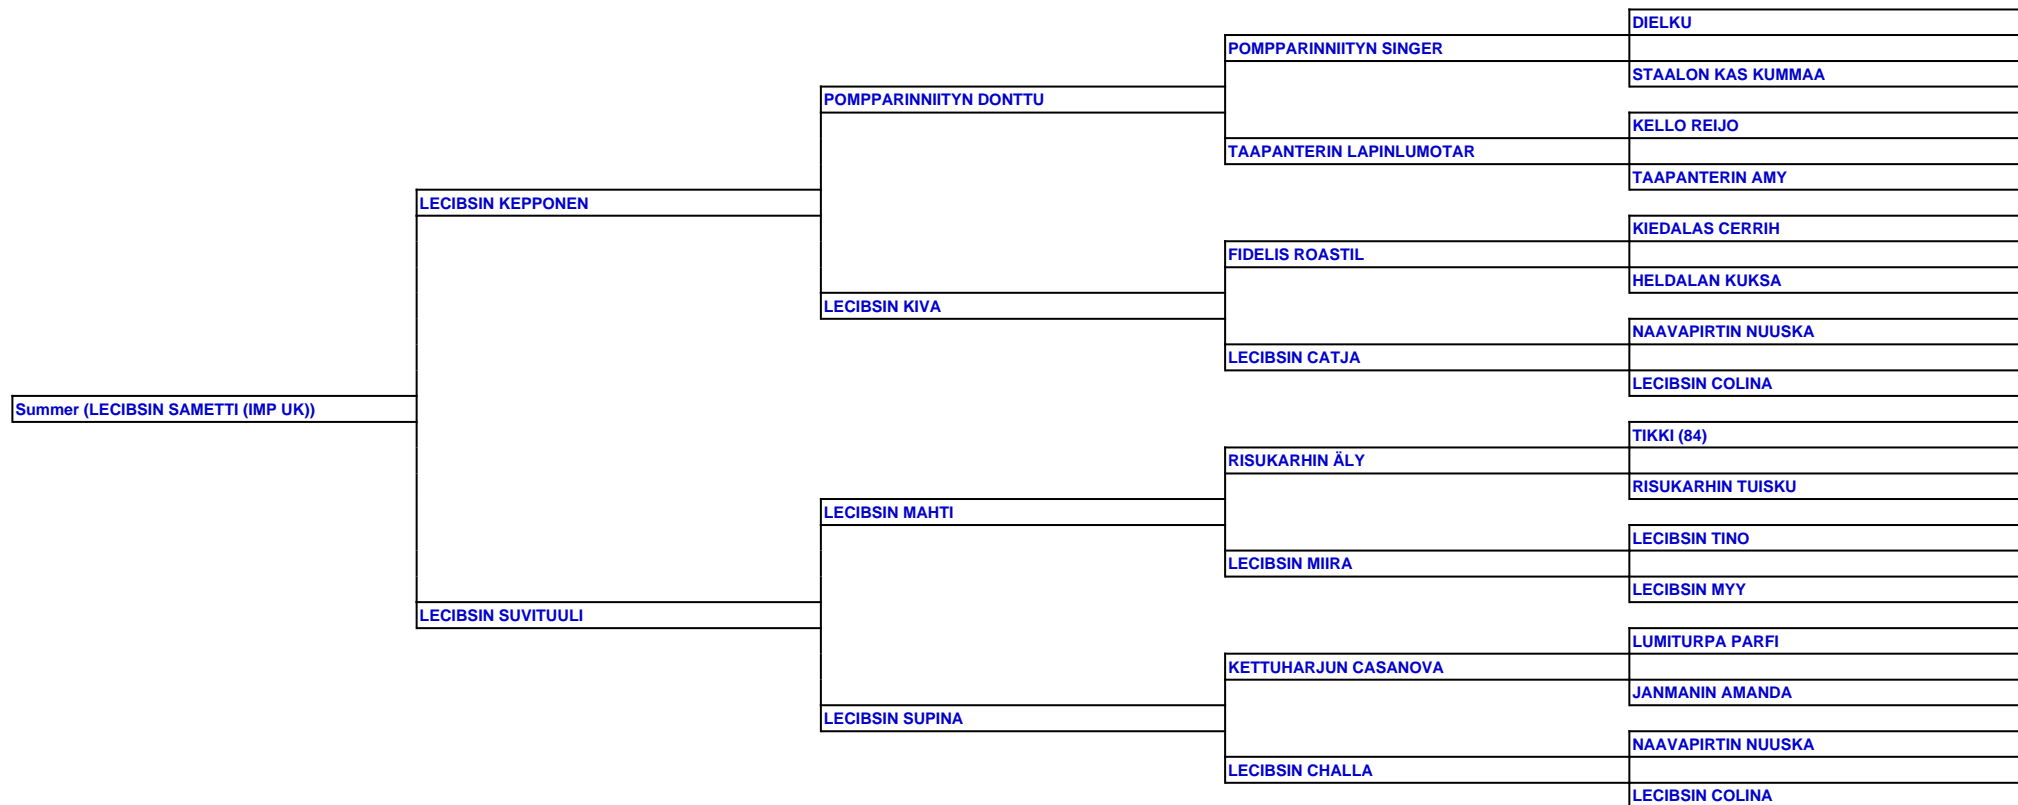 DIELKU
POMPPARINNIITYN SINGER
STAALON KAS KUMMAA
POMPPARINNIITYN DONTTU
KELLO REIJO
TAAPANTERIN LAPINLUMOTAR
TAAPANTERIN AMY
LECIBSIN KEPPONEN
KIEDALAS CERRIH
FIDELIS ROASTIL
HELDALAN KUKSA
LECIBSIN KIVA
NAAVAPIRTIN NUUSKA
LECIBSIN CATJA
LECIBSIN COLINA
Summer (LECIBSIN SAMETTI (IMP UK))
TIKKI (84)
RISUKARHIN ÄLY
RISUKARHIN TUISKU
LECIBSIN MAHTI
LECIBSIN TINO
LECIBSIN MIIRA
LECIBSIN MYY
LECIBSIN SUVITUULI
LUMITURPA PARFI
KETTUHARJUN CASANOVA
JANMANIN AMANDA
LECIBSIN SUPINA
NAAVAPIRTIN NUUSKA
LECIBSIN CHALLA
LECIBSIN COLINA